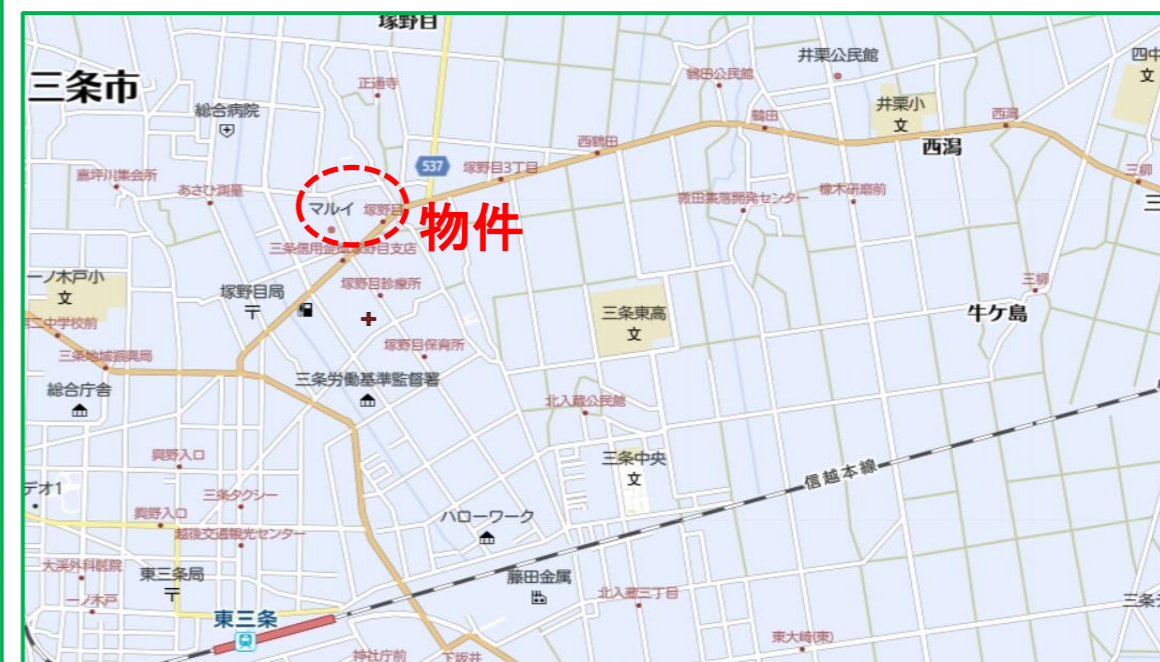 塚野目
三条市
総合病院
正通寺
鶴田公民館
井栗公民館
四中
文
井栗小
文
鶴田
西潟
西潟
西鶴田
537
塚野目3丁目
嘉坪川集会所
あさひ測量
マルイ
塚野目
物件
敦田集落開発センター
橡木研磨前
三柳
三
三条信用金庫塚野目支店
一ノ木戸小
文
塚野目局
塚野目診療所
三柳
牛ケ島
三条東高
文
二中学校前
三条地域振興局
塚野目保育所
総合庁舎
三条労働基準監督署
北入蔵公民館
興野入口
三条中央
文
信越本線
デオ1
三条タクシー
興野入口
越後交通観光センター
ハローワーク
大渓外科医院
東三条局
一ノ木戸
藤田金属
北入蔵三丁目
東三条
三条
東大崎(東)
神社庁前
下坂井